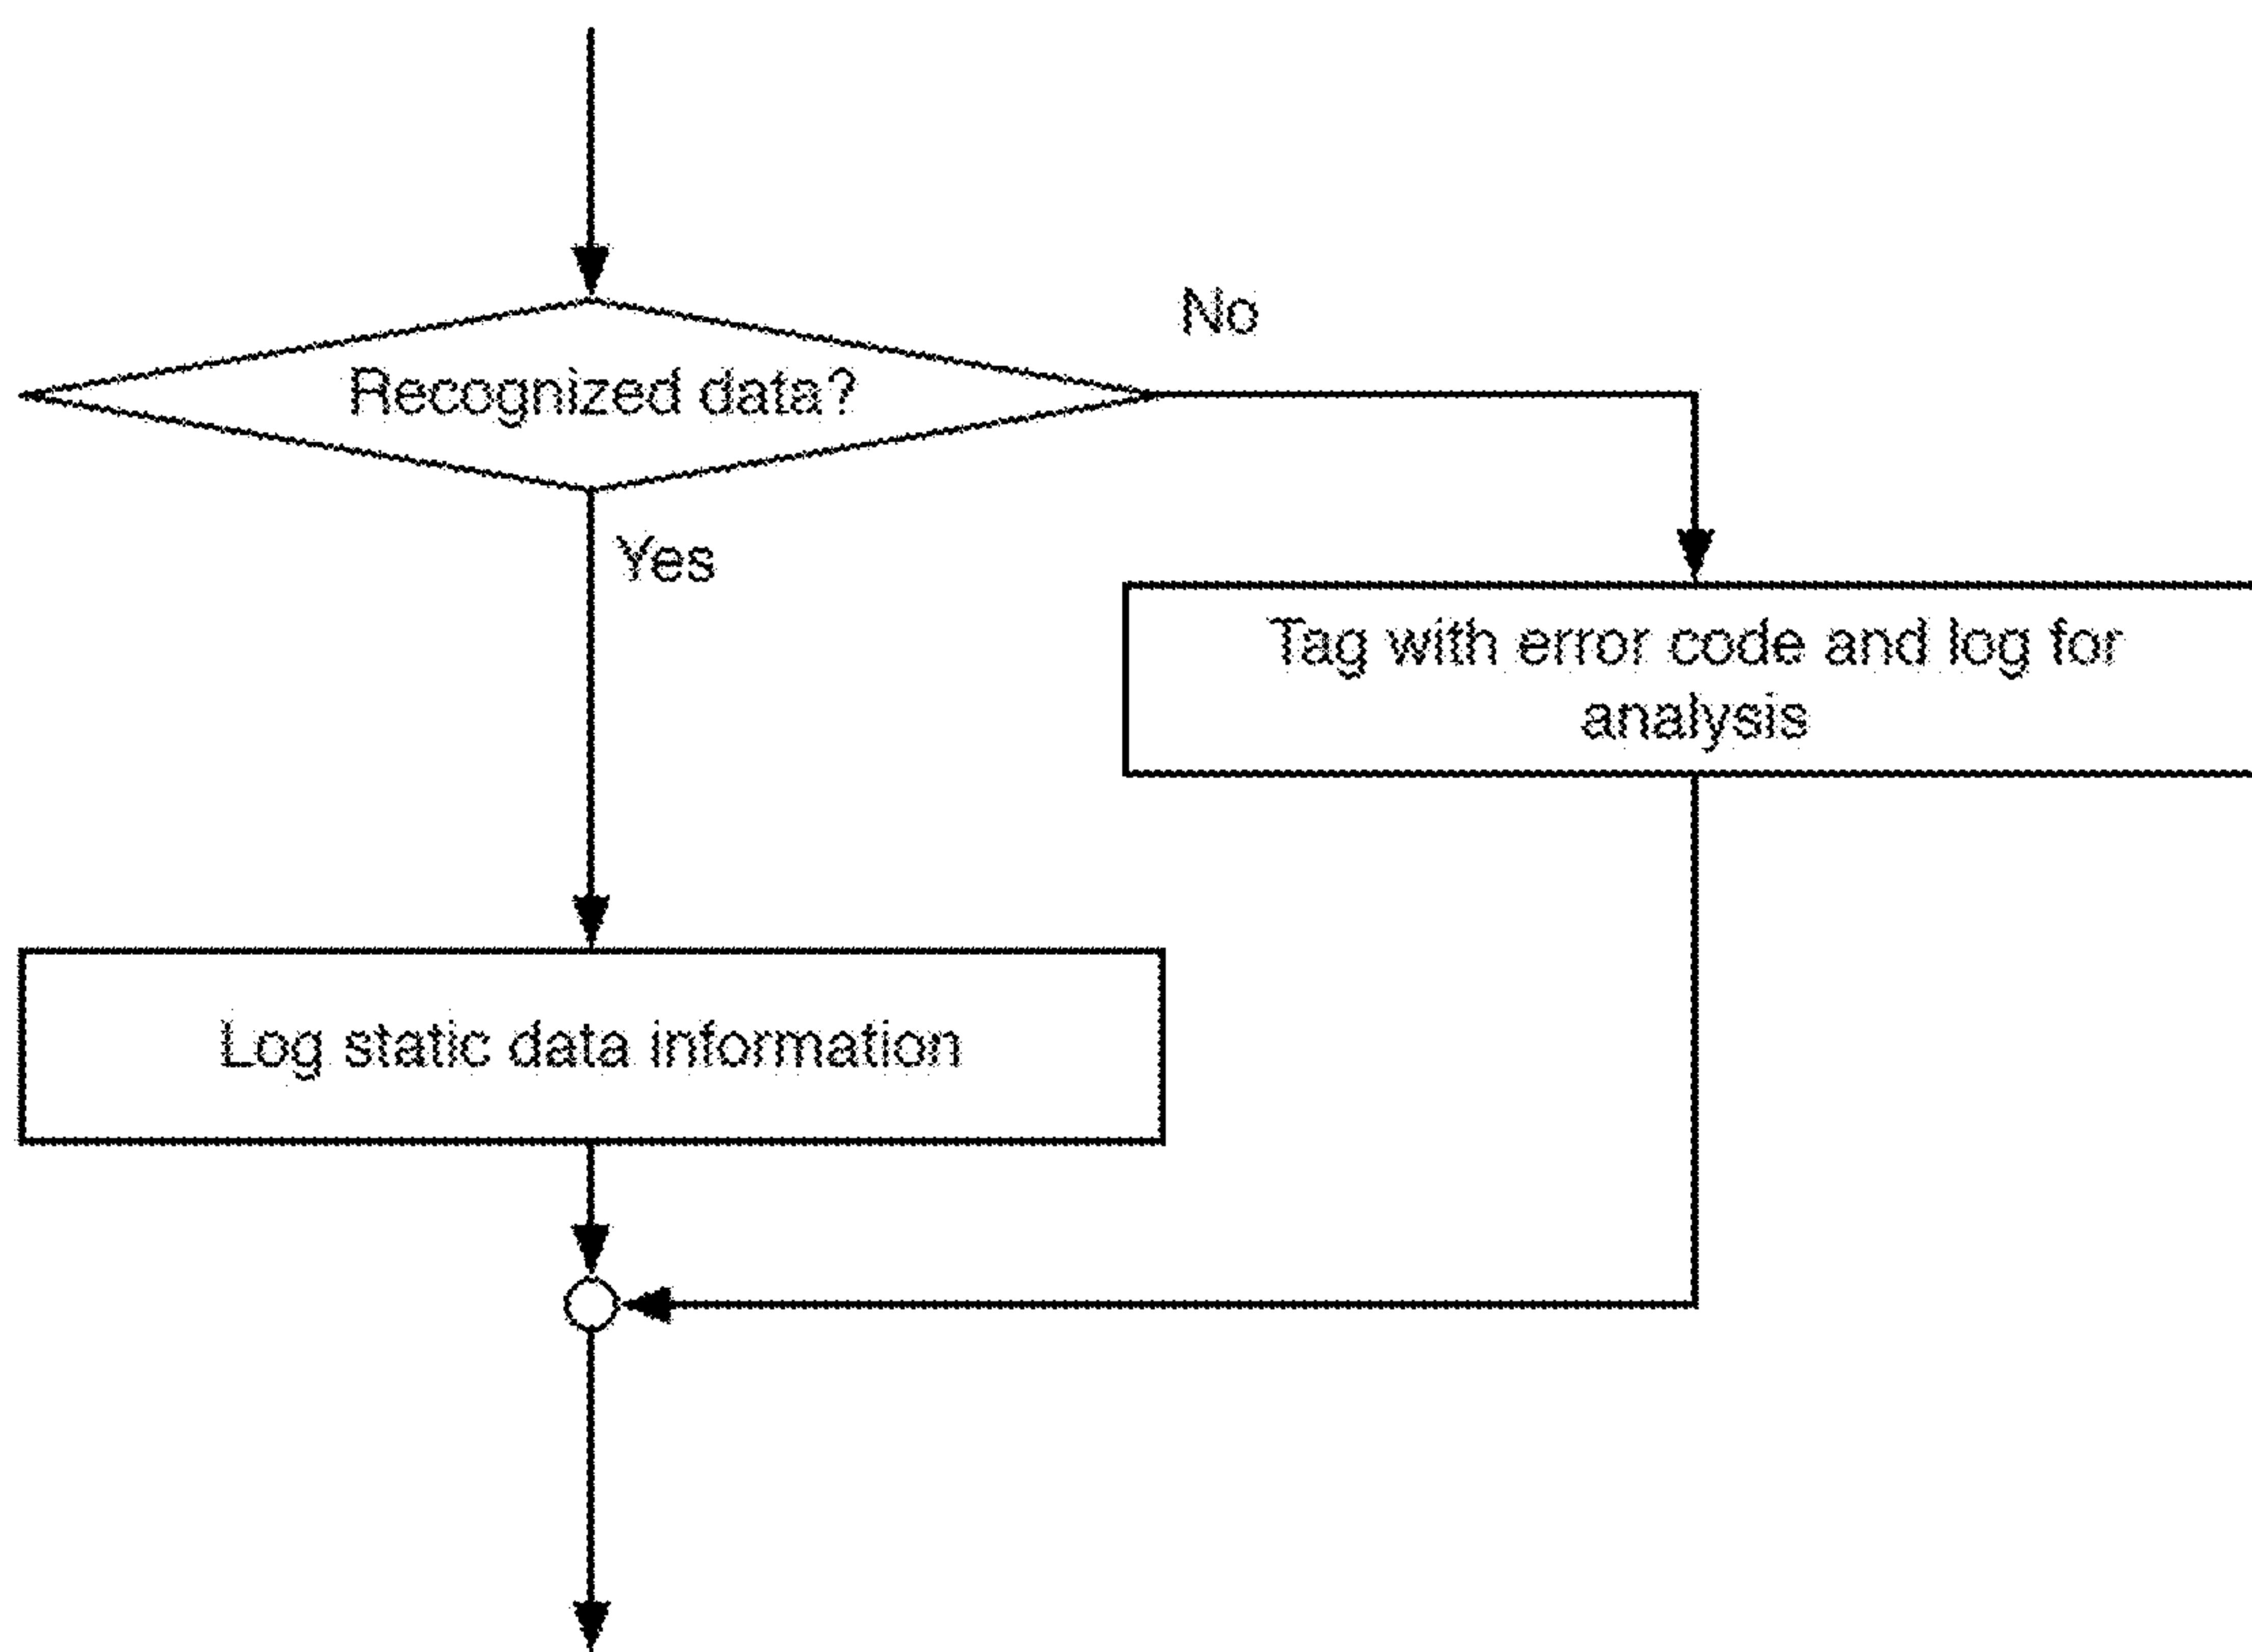 No
Recognized data?
Yes
Tag with error code and log for
analysis
Log static data information